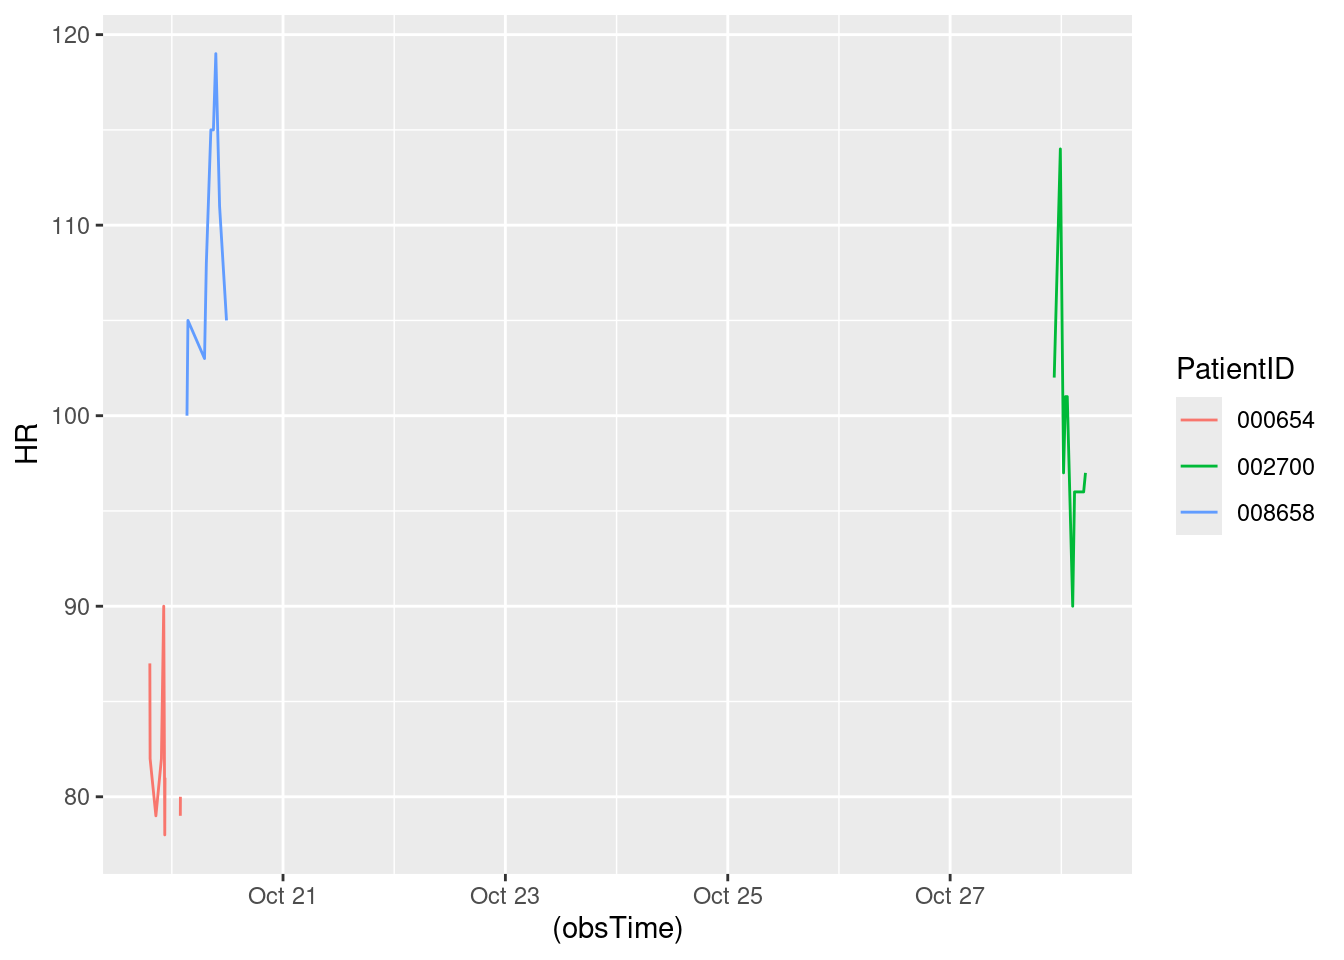 120
110
100
90
80
HR
Oct 21
Oct 23
Oct 25
Oct 27
(obsTime)
PatientID
000654
002700
008658